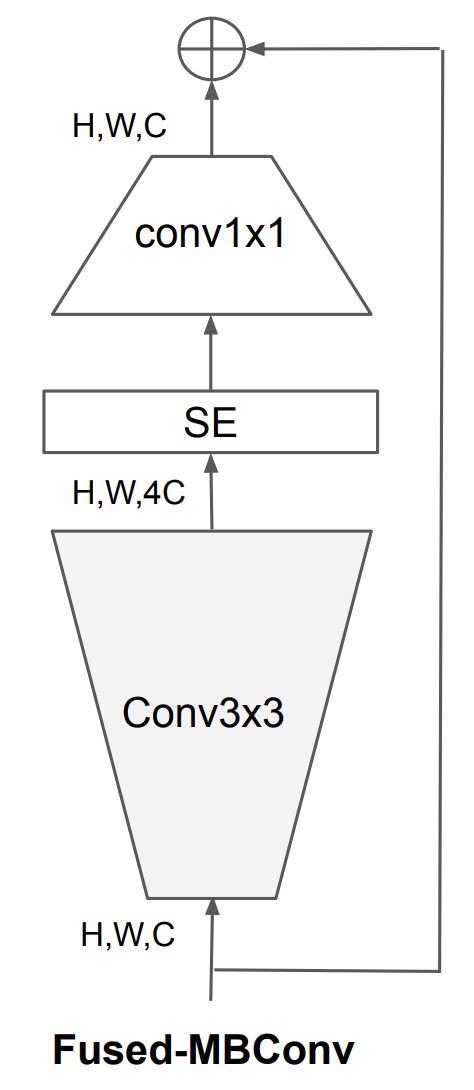 H,W,C
conv1x1
SE
H,W,4C
Conv3x3
H,W,C
Fused-MBConv